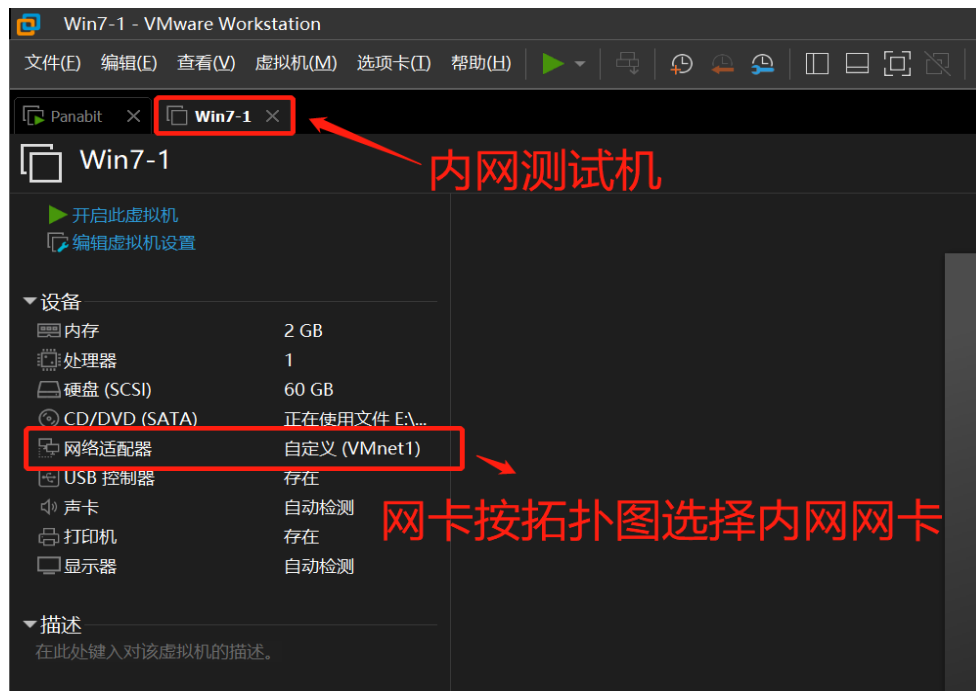 Win7-1 - VMware Workstation
文件(F) 编辑(E) 查看(V) 虚拟机(M) 选项卡(T) 帮助(H)
Panabit Win7-1
Win7-1
内网测试机
开启此虚拟机
编辑虚拟机设置
设备
内存 2 GB
处理器 1
硬盘 (SCSI) 60 GB
CD/DVD (SATA) 正在使用文件 E:\...
网络适配器 自定义 (VMnet1)
USB 控制器 存在
声卡 自动检测
网卡按拓扑图选择内网网卡
打印机 存在
显示器 自动检测
描述
在此处键入对该虚拟机的描述。